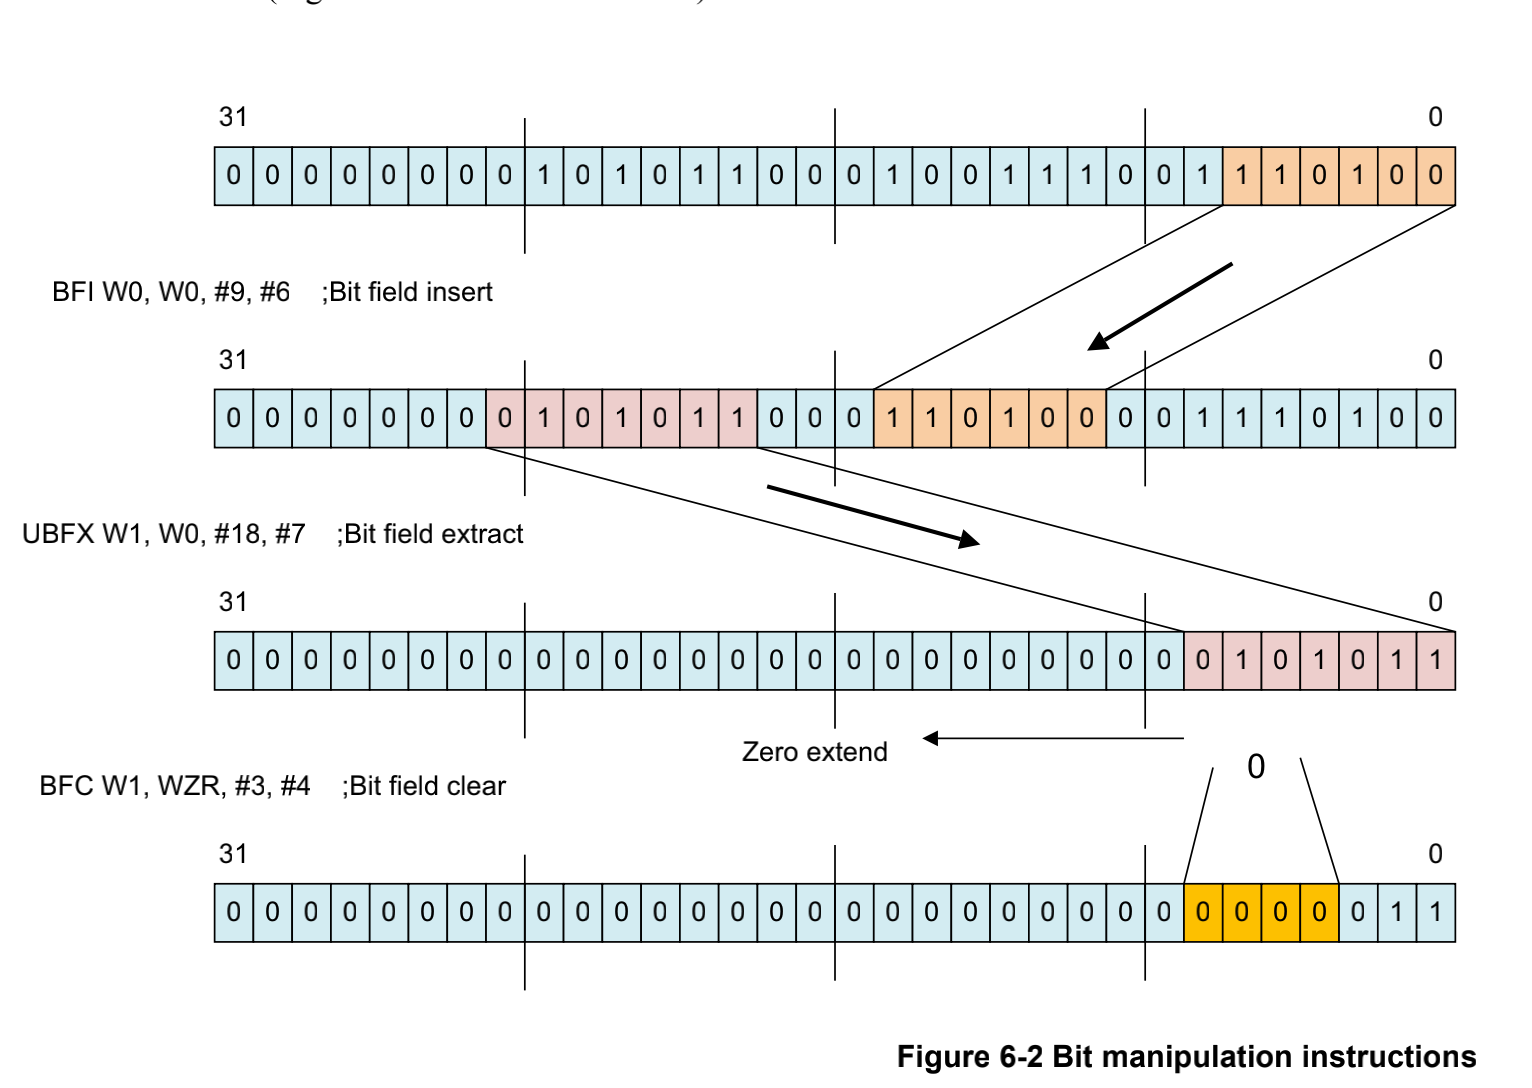 31 0
0 0 0 0 0 0 0 0 1 0 1 0 1 1 0 0 0 1 0 0 1 1 1 0 0 1 1 1 0 1 0 0
BFI W0, W0, #9, #6 ;Bit field insert
31 0
0 0 0 0 0 0 0 0 1 0 1 0 1 1 0 0 0 1 1 0 1 0 0 0 0 1 1 1 0 1 0 0
UBFX W1, W0, #18, #7 ;Bit field extract
31 0
0 0 0 0 0 0 0 0 0 0 0 0 0 0 0 0 0 0 0 0 0 0 0 0 0 0 1 0 1 0 1 1
Zero extend
0
BFC W1, WZR, #3, #4 ;Bit field clear
31 0
0 0 0 0 0 0 0 0 0 0 0 0 0 0 0 0 0 0 0 0 0 0 0 0 0 0 0 0 0 0 1 1
Figure 6-2 Bit manipulation instructions